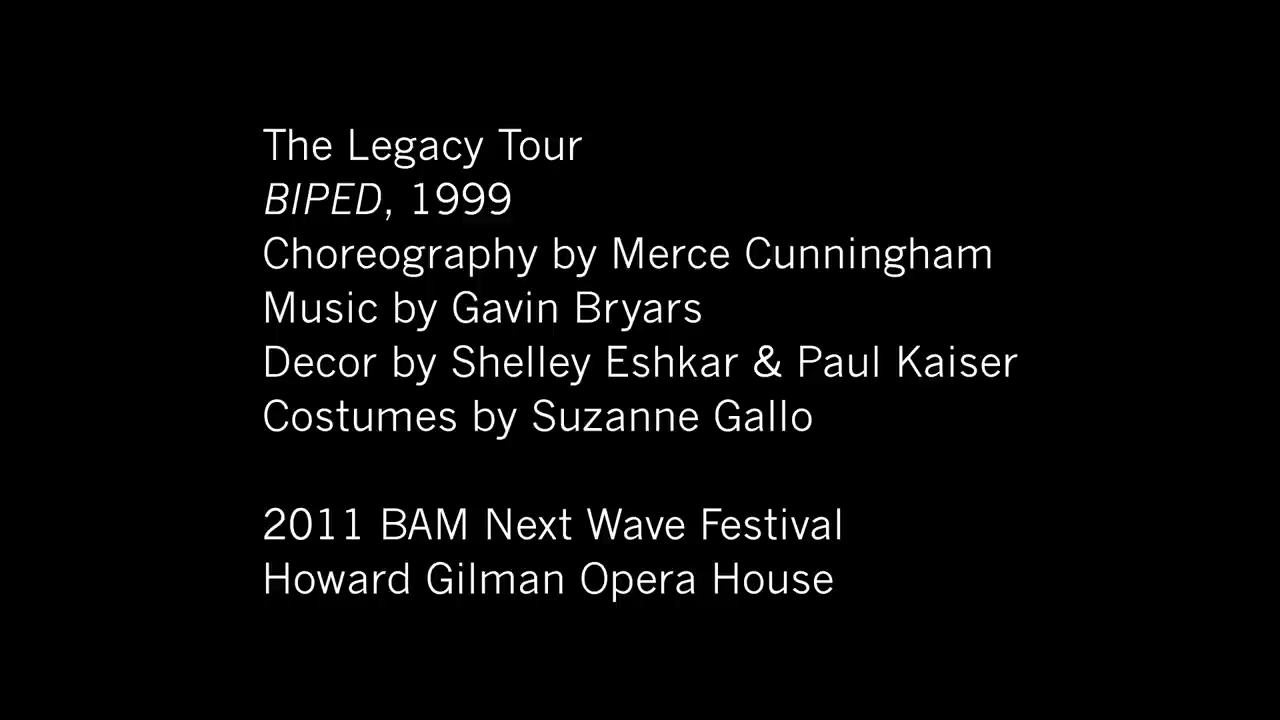 The Legacy Tour
BIPED, 1999
Choreography by Merce Cunningham
Music by Gavin Bryars
Decor by Shelley Eshkar & Paul Kaiser
Costumes by Suzanne Gallo
2011 BAM Next Wave Festival
Howard Gilman Opera House